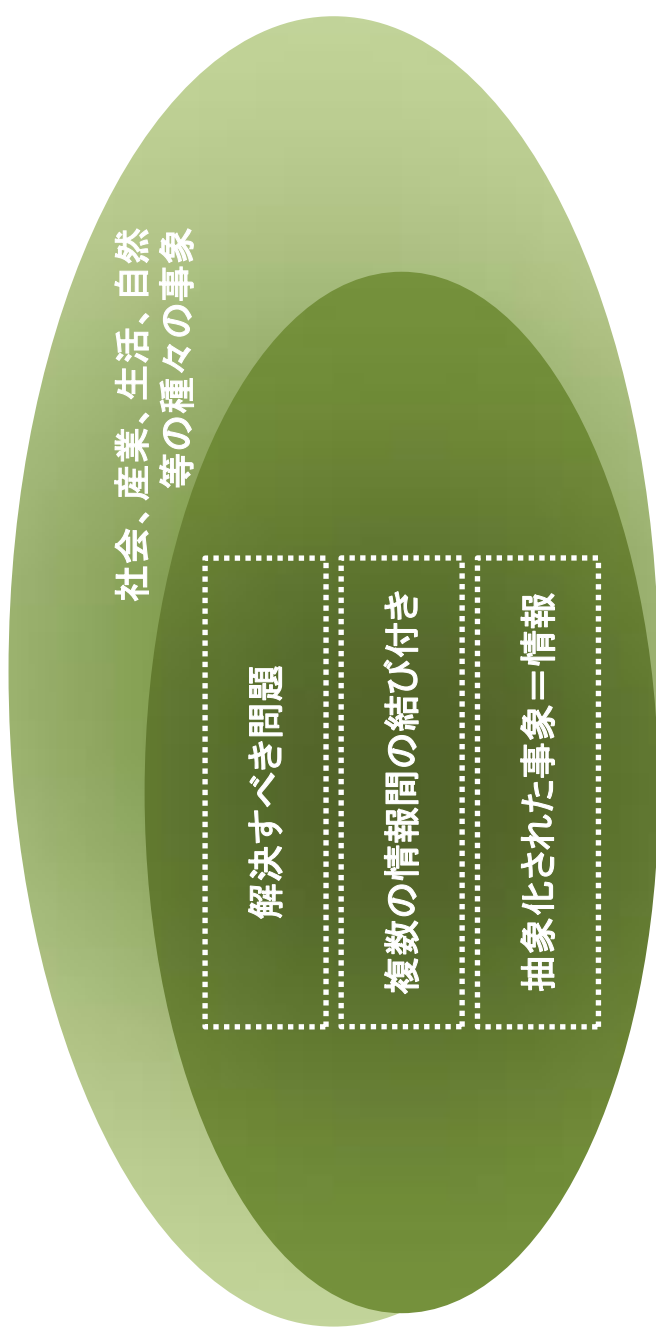 社会、産業、生活、自然
等の種々の事象
解決すべき問題
複数の情報間の結び付き
抽象化された事象＝情報